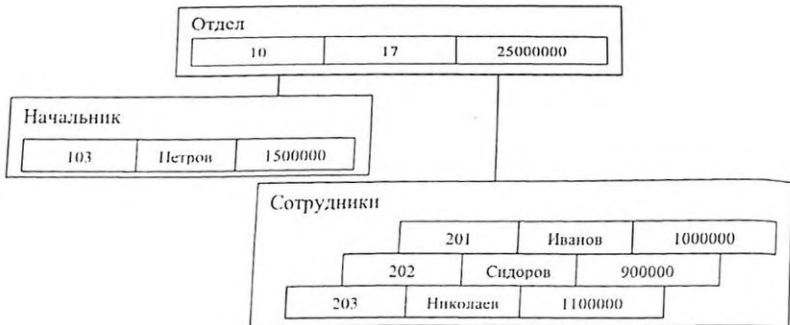 Отдел
10 17 25000000
Начальник
103 Петров 1500000
Сотрудники
201 Иванов 1000000
202 Сидоров 900000
203 Николаев 1100000